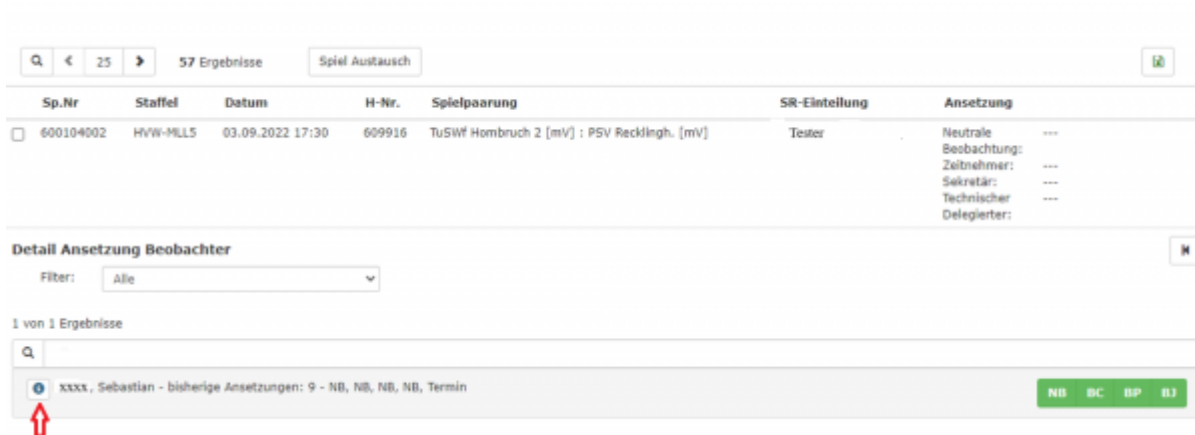 25 57 Ergebnisse Spiel Austausch
Sp.Nr Staffel Datum H-Nr. Spielpaarung SR-Einteilung Ansetzung
600104002 HVW-MLL5 03.09.2022 17:30 609916 TuSWf Hombruch 2 [mV] : PSV Recklingh. [mV] Tester Neutrale ---
Beobachtung:
Zeitnehmer: ---
Sekretär: ---
Technischer ---
Delegierter:
Detail Ansetzung Beobachter
Filter: Alle
1 von 1 Ergebnisse
xxxx, Sebastian - bisherige Ansetzungen: 9 - NB, NB, NB, NB, Termin NB BC BP BJ